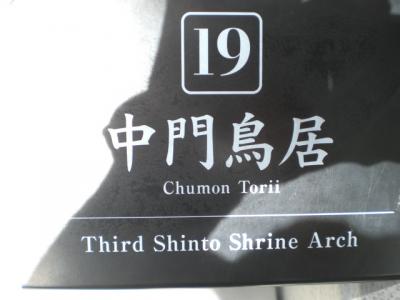 19
中門鳥居
Chumon Torii
Third Shinto Shrine Arch